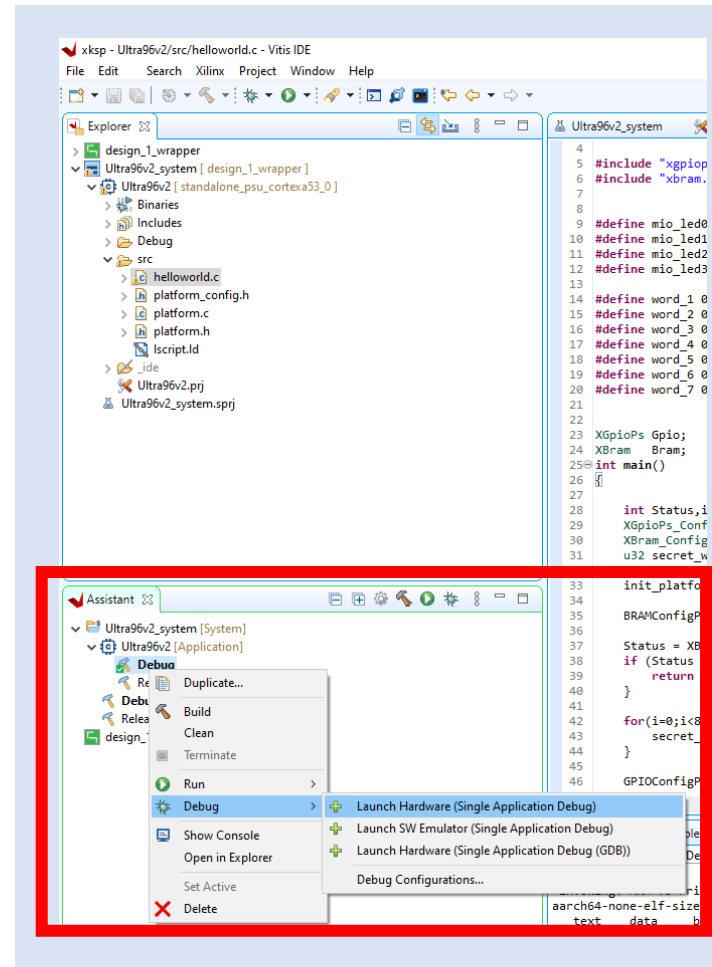 xksp - Ultra96v2/src/helloworld.c - Vitis IDE
File Edit Search Xilinx Project Window Help
Explorer
design_1_wrapper
Ultra96v2_system [ design_1_wrapper ]
Ultra96v2 [ standalone_psu_cortexa53_0 ]
Binaries
Includes
Debug
src
helloworld.c
platform_config.h
platform.c
platform.h
lscript.ld
_ide
Ultra96v2.prj
Ultra96v2_system.sprj
Ultra96v2_system
4
5 #include "xgpiop
6 #include "xbram.
7
8
9 #define mio_led0
10 #define mio_led1
11 #define mio_led2
12 #define mio_led3
13
14 #define word_1 0
15 #define word_2 0
16 #define word_3 0
17 #define word_4 0
18 #define word_5 0
19 #define word_6 0
20 #define word_7 0
21
22
23 XGpioPs Gpio;
24 XBram Bram;
25 int main()
26 {
27
28 int Status,i
29 XGpioPs_Conf
30 XBram_Config
31 u32 secret_w
33 init_platfo
34
35 BRAMConfigP
36
37 Status = XB
38 if (Status
39 return
40 }
41
42 for(i=0;i<8
43 secret_
44 }
45
46 GPIOConfigP
Assistant
Ultra96v2_system [System]
Ultra96v2 [Application]
Debug
Re
Debu
Relea
design_1
Duplicate...
Build
Clean
Terminate
Run
Debug
Show Console
Open in Explorer
Set Active
Delete
Launch Hardware (Single Application Debug)
Launch SW Emulator (Single Application Debug)
Launch Hardware (Single Application Debug (GDB))
Debug Configurations...
aarch64-none-elf-size
text data b